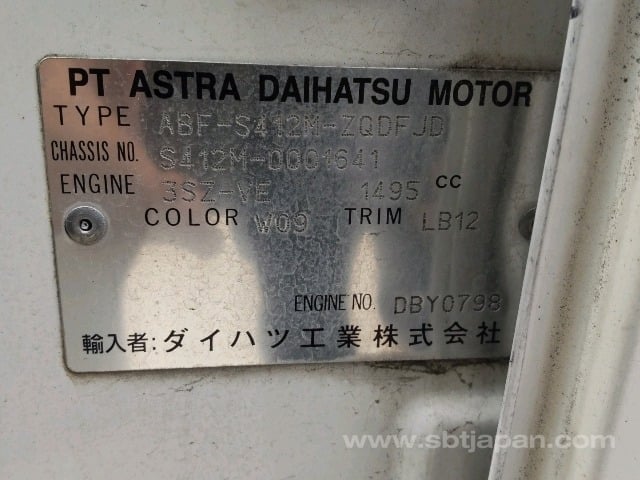 PT ASTRA DAIHATSU MOTOR
TYPE ABF-S412M-ZQDFJD
CHASSIS NO. S412M-0001641
ENGINE 3SZ-VE 1495 cc
COLOR W09 TRIM LB12
ENGINE NO. DBY0798
輸入者: ダイハツ工業株式会社
www.sbtjapan.com